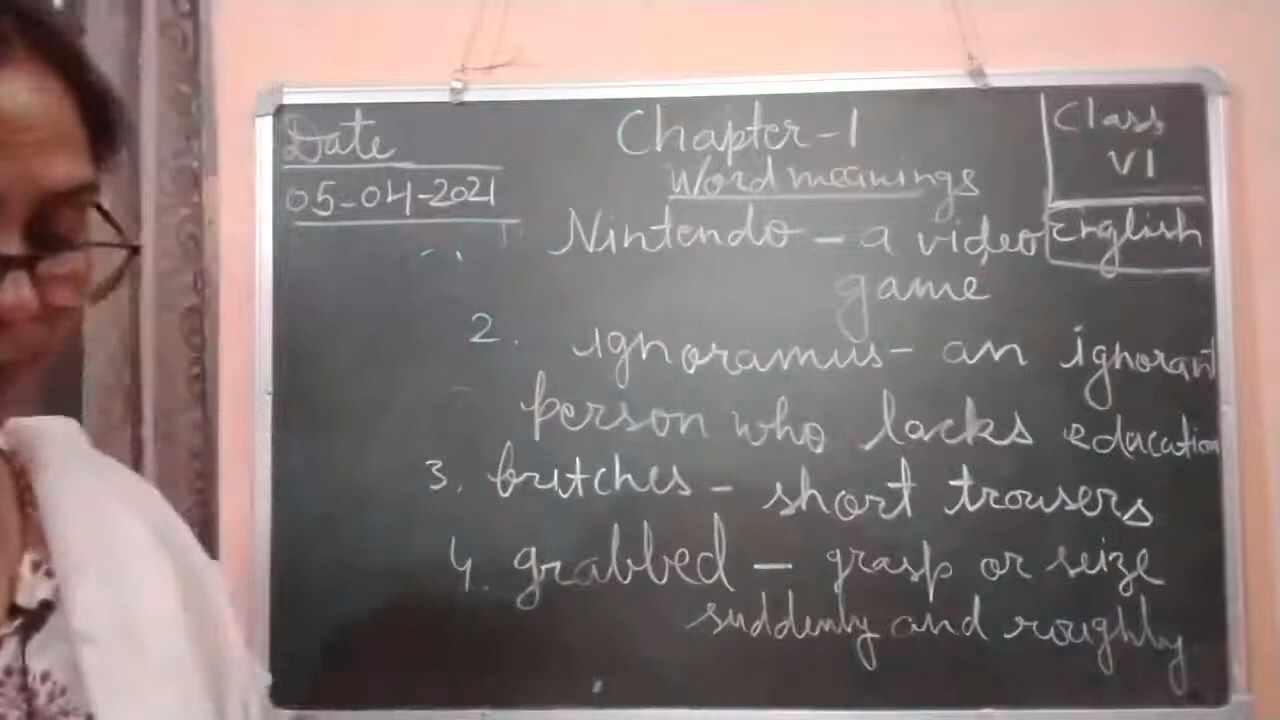 Date
05-04-2021
Chapter-1
Word meanings
Class
VI
English
1. Nintendo - a video
game
2. ignoramus - an ignorant
person who lacks education
3. britches - short trousers
4. grabbed - grasp or seize
suddenly and roughly